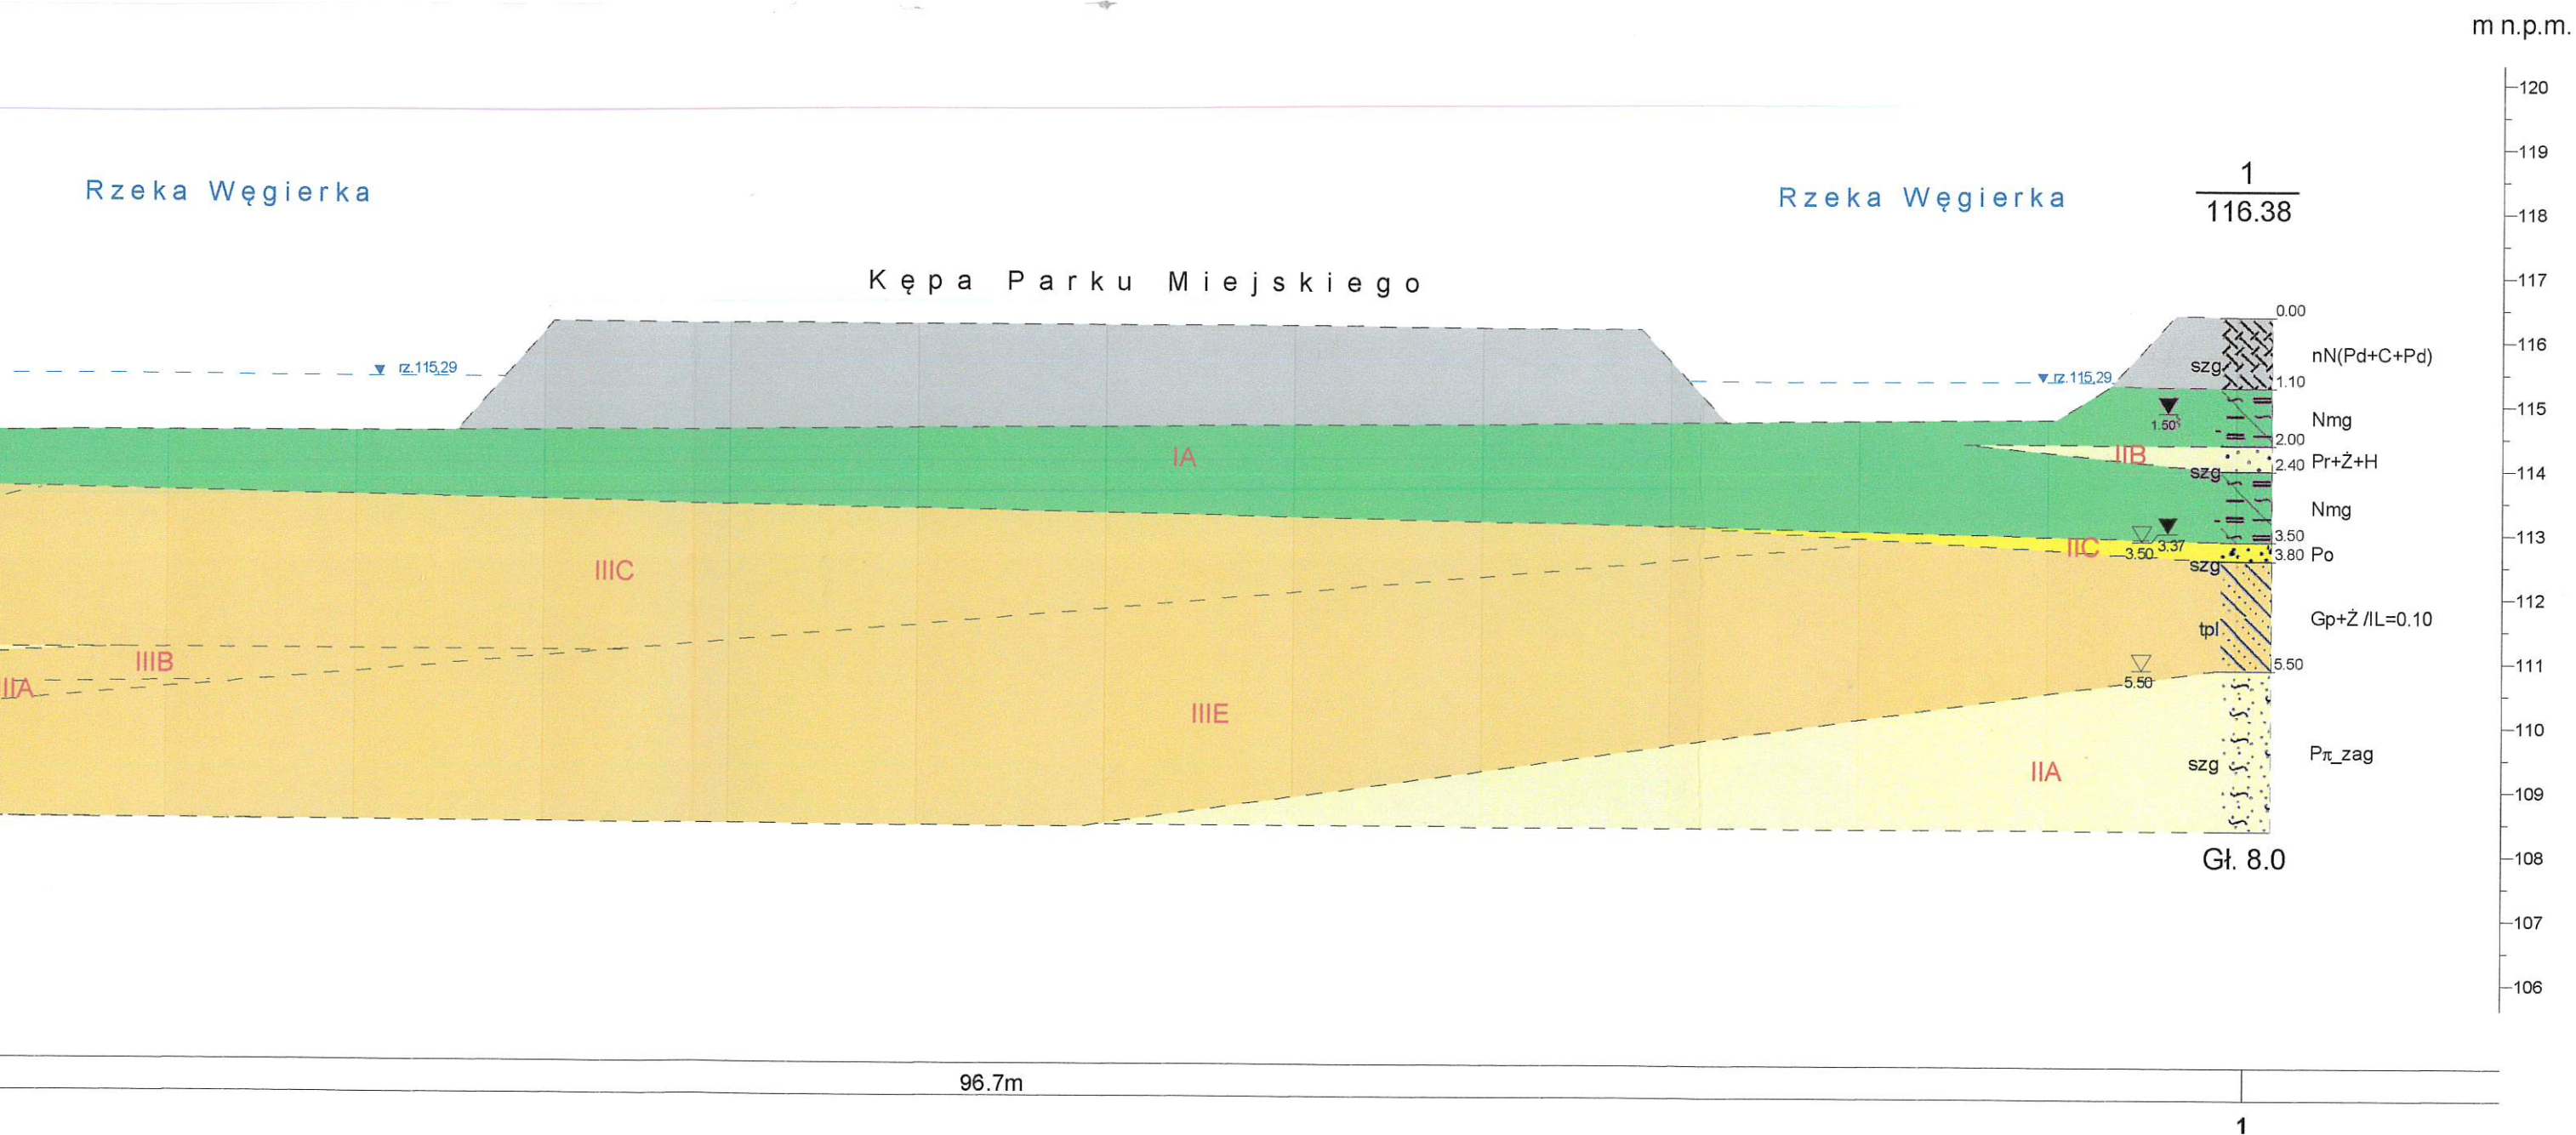 m n.p.m.
120
119
118
117
116
115
114
113
112
111
110
109
108
107
106
Rzeka Węgierka
Rzeka Węgierka
1
116.38
Kępa Parku Miejskiego
rz.115,29
rz.115,29
0.00
szg
nN(Pd+C+Pd)
1.10
1.50
Nmg
2.00
IA
IIB
szg
2.40
Pr+Ż+H
Nmg
3.50
IIC
3.50
3.37
3.80
Po
szg
IIIC
Gp+Ż /IL=0.10
tpl
IIIB
5.50
5.50
IIA
IIIE
szg
Pπ_zag
IIA
Gł. 8.0
96.7m
1